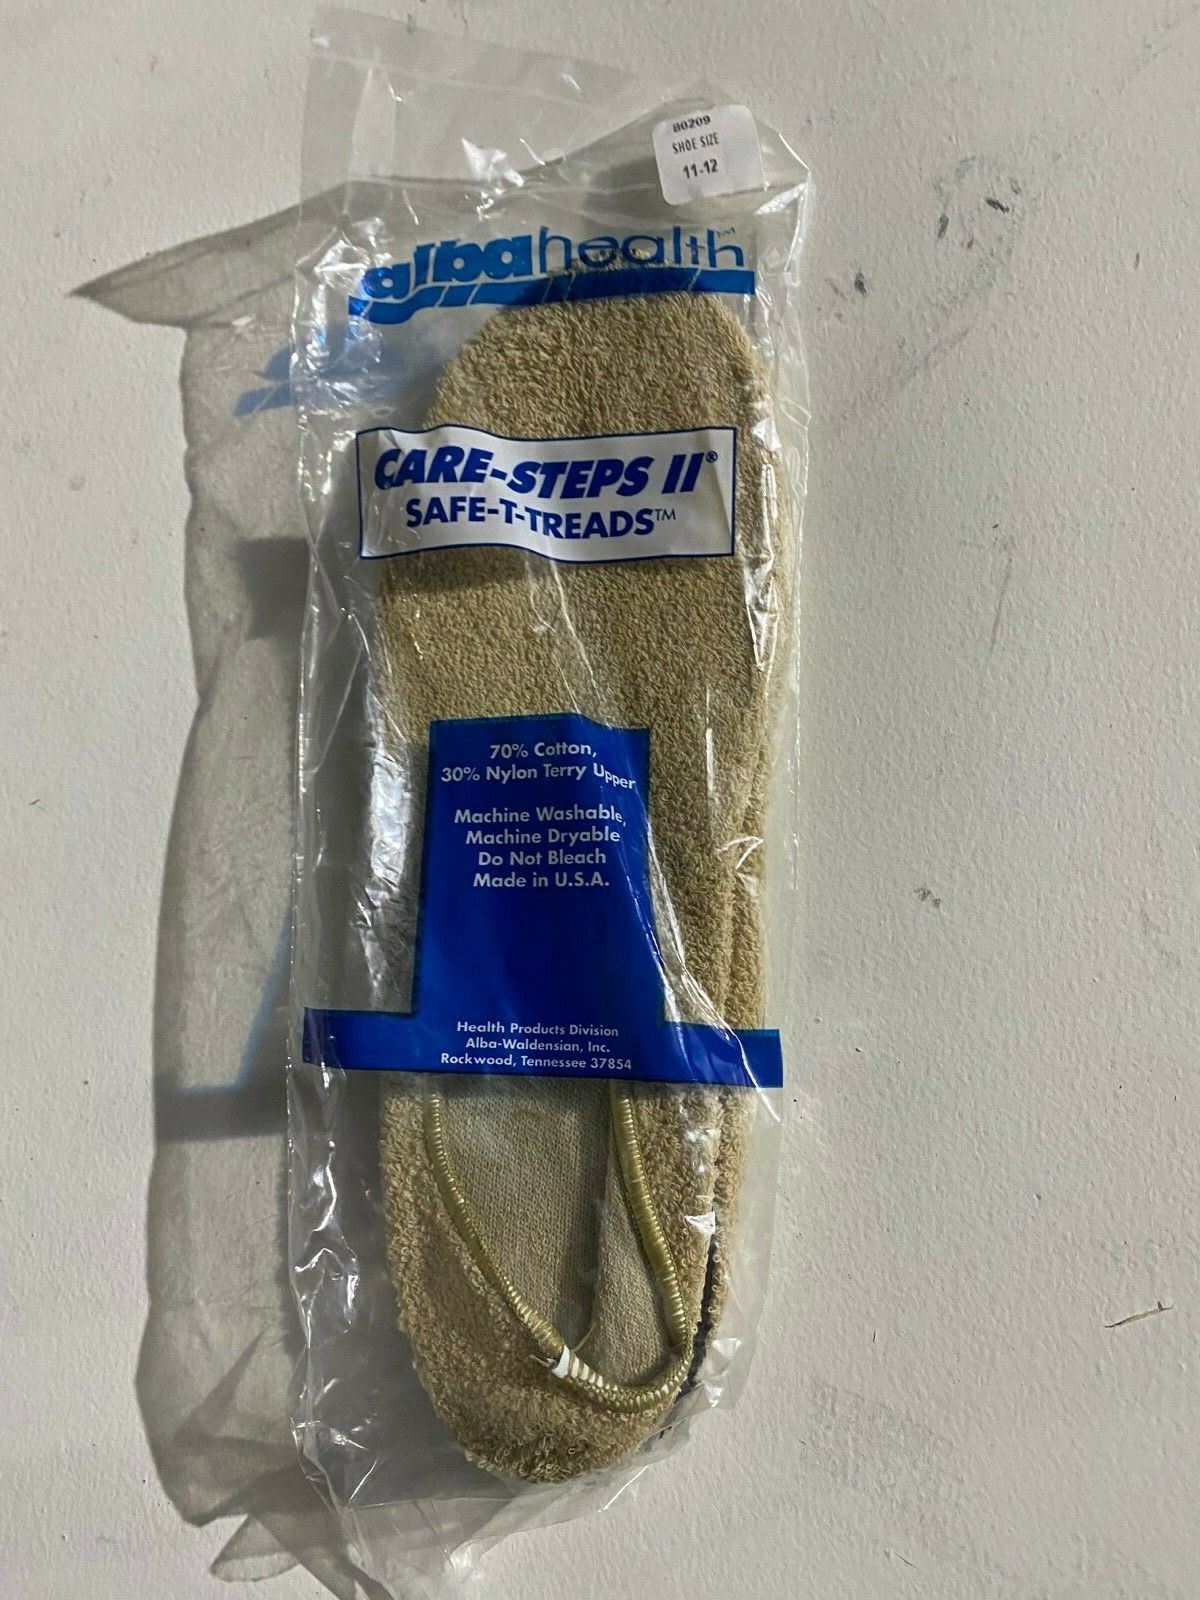 80209
SHOE SIZE
11-12
albahealth™
CARE-STEPS II®
SAFE-T-TREADS™
70% Cotton,
30% Nylon Terry Upper
Machine Washable,
Machine Dryable
Do Not Bleach
Made in U.S.A.
Health Products Division
Alba-Waldensian, Inc.
Rockwood, Tennessee 37854